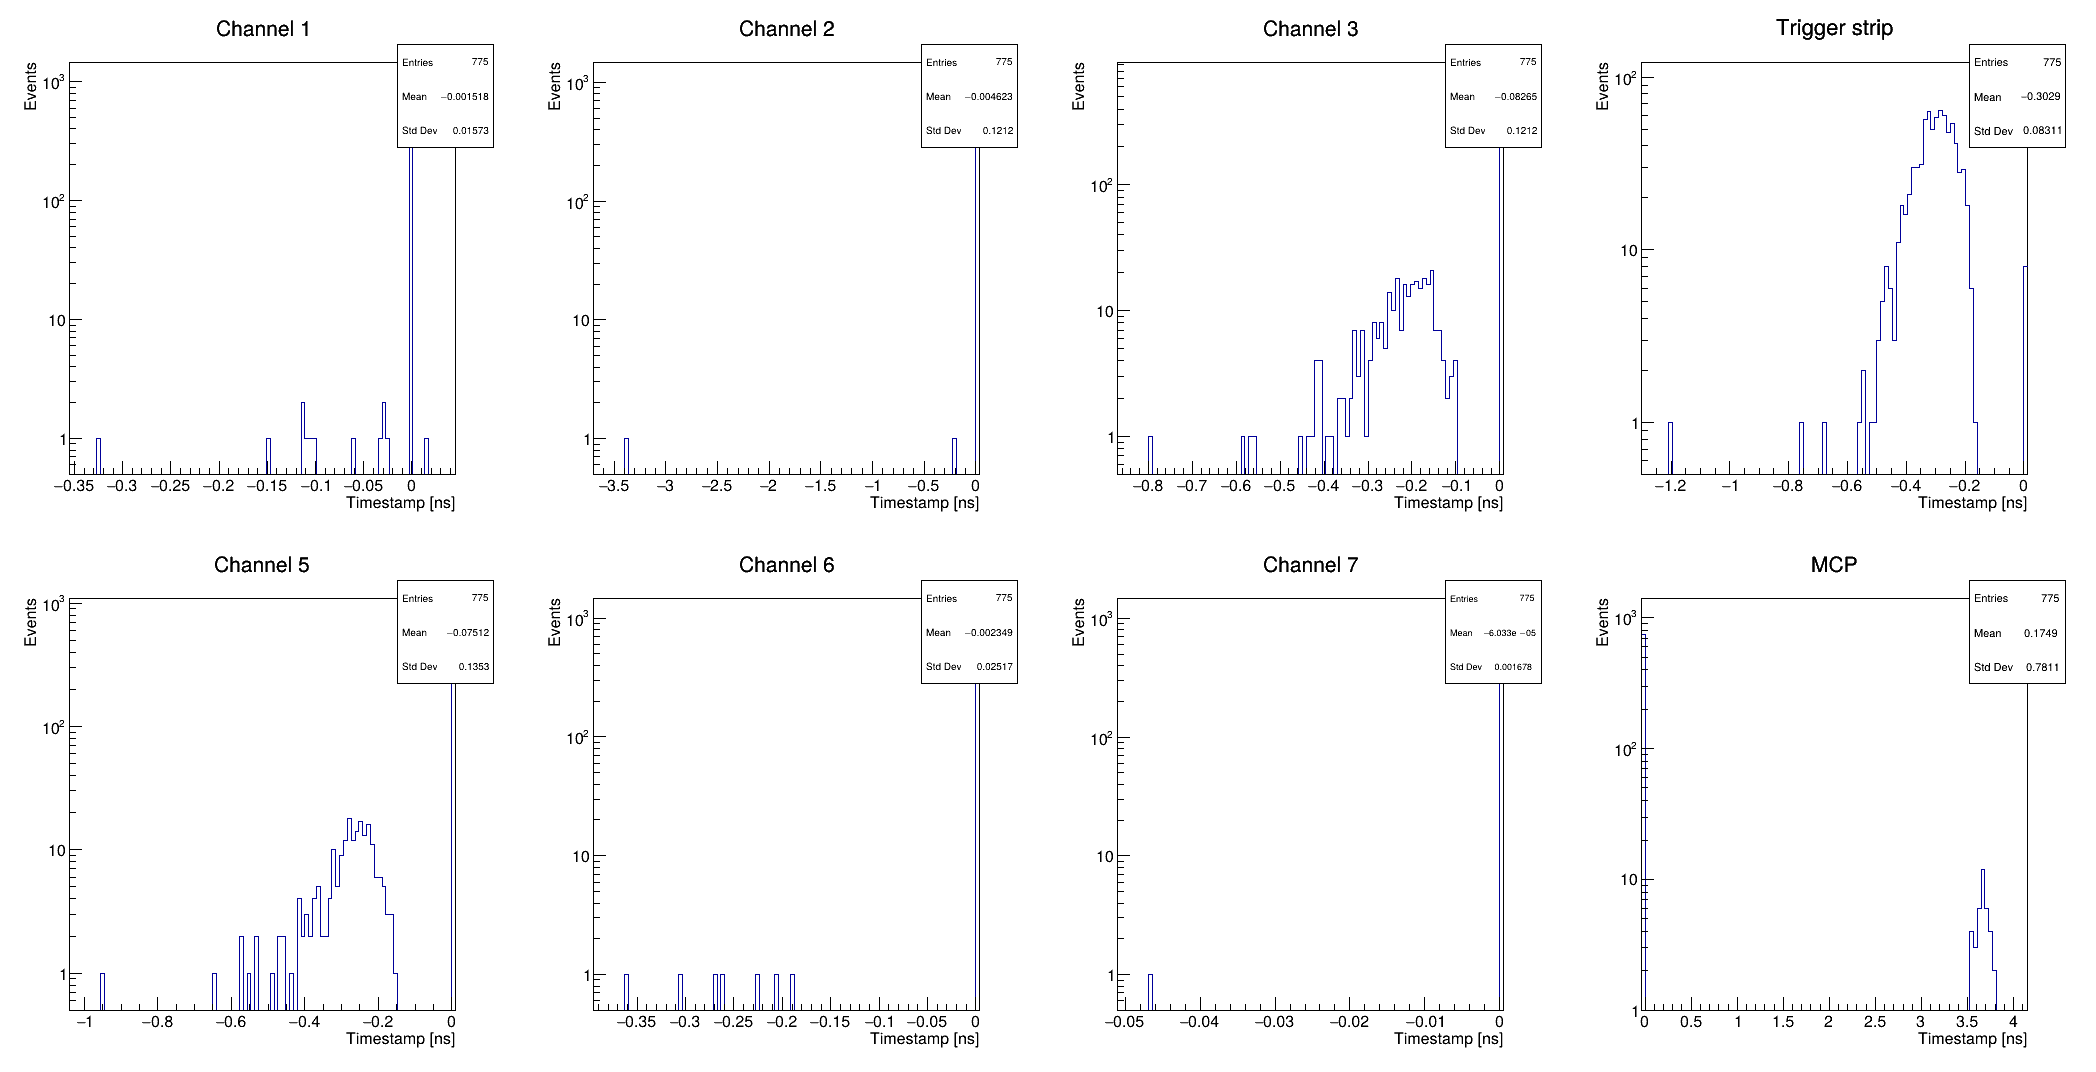 Channel 1
Events
Entries 775
Mean −0.001518
Std Dev 0.01573
10³
10²
10
1
−0.35 −0.3 −0.25 −0.2 −0.15 −0.1 −0.05 0
Timestamp [ns]
Channel 2
Events
Entries 775
Mean −0.004623
Std Dev 0.1212
10³
10²
10
1
−3.5 −3 −2.5 −2 −1.5 −1 −0.5 0
Timestamp [ns]
Channel 3
Events
Entries 775
Mean −0.08265
Std Dev 0.1212
10²
10
1
−0.8 −0.7 −0.6 −0.5 −0.4 −0.3 −0.2 −0.1 0
Timestamp [ns]
Trigger strip
Events
Entries 775
Mean −0.3029
Std Dev 0.08311
10²
10
1
−1.2 −1 −0.8 −0.6 −0.4 −0.2 0
Timestamp [ns]
Channel 5
Events
Entries 775
Mean −0.07512
Std Dev 0.1353
10³
10²
10
1
−1 −0.8 −0.6 −0.4 −0.2 0
Timestamp [ns]
Channel 6
Events
Entries 775
Mean −0.002349
Std Dev 0.02517
10³
10²
10
1
−0.35 −0.3 −0.25 −0.2 −0.15 −0.1 −0.05 0
Timestamp [ns]
Channel 7
Events
Entries 775
Mean −6.033e −05
Std Dev 0.001678
10³
10²
10
1
−0.05 −0.04 −0.03 −0.02 −0.01 0
Timestamp [ns]
MCP
Events
Entries 775
Mean 0.1749
Std Dev 0.7811
10³
10²
10
1
0 0.5 1 1.5 2 2.5 3 3.5 4
Timestamp [ns]